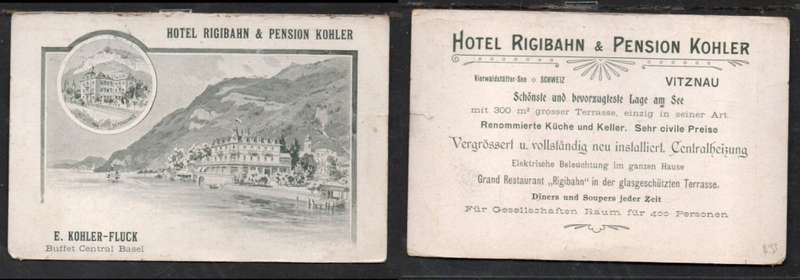 HOTEL RIGIBAHN & PENSION KOHLER
E. KOHLER-FLUCK
Buffet Central Basel
HOTEL RIGIBAHN & PENSION KOHLER
Vierwaldstätter-See SCHWEIZ VITZNAU
Schönste und bevorzugteste Lage am See
mit 300 m² grosser Terrasse, einzig in seiner Art.
Renommierte Küche und Keller. Sehr civile Preise
Vergrössert u. vollständig neu installiert. Centralheizung
Elektrische Beleuchtung im ganzen Hause
Grand Restaurant „Rigibahn" in der glasgeschützten Terrasse.
Diners und Soupers jeder Zeit
Für Gesellschaften Raum für 400 Personen